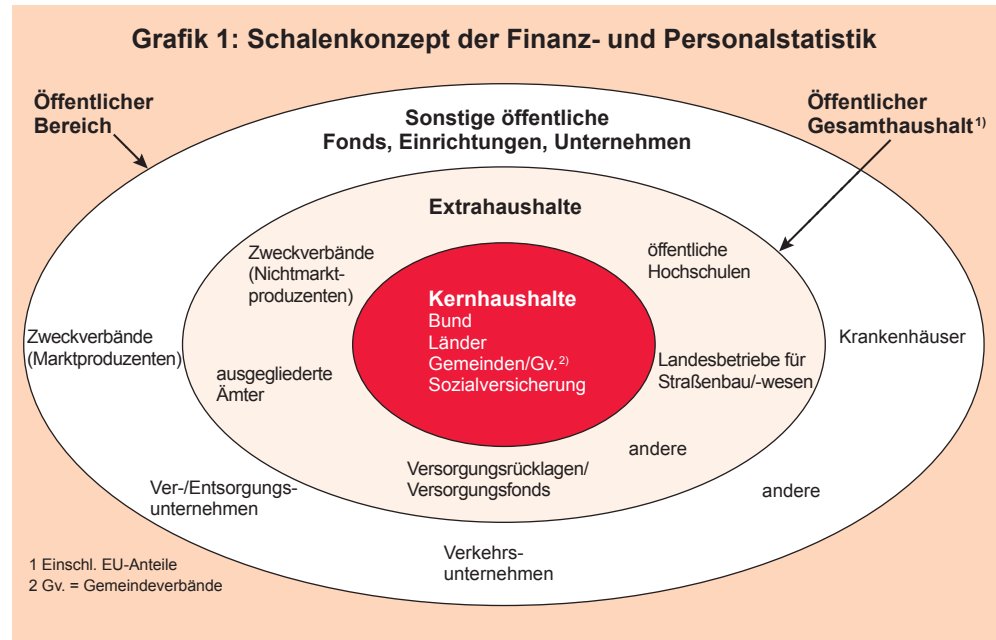 Grafik 1: Schalenkonzept der Finanz- und Personalstatistik
Öffentlicher
Bereich
Öffentlicher
Gesamthaushalt¹⁾
Sonstige öffentliche
Fonds, Einrichtungen, Unternehmen
Extrahaushalte
Zweckverbände
(Nichtmarkt-
produzenten)
öffentliche
Hochschulen
Kernhaushalte
Bund
Länder
Gemeinden/Gv.²⁾
Sozialversicherung
Zweckverbände
(Marktproduzenten)
Krankenhäuser
ausgegliederte
Ämter
Landesbetriebe für
Straßenbau/-wesen
andere
Versorgungsrücklagen/
Versorgungsfonds
Ver-/Entsorgungs-
unternehmen
andere
Verkehrs-
unternehmen
1 Einschl. EU-Anteile
2 Gv. = Gemeindeverbände